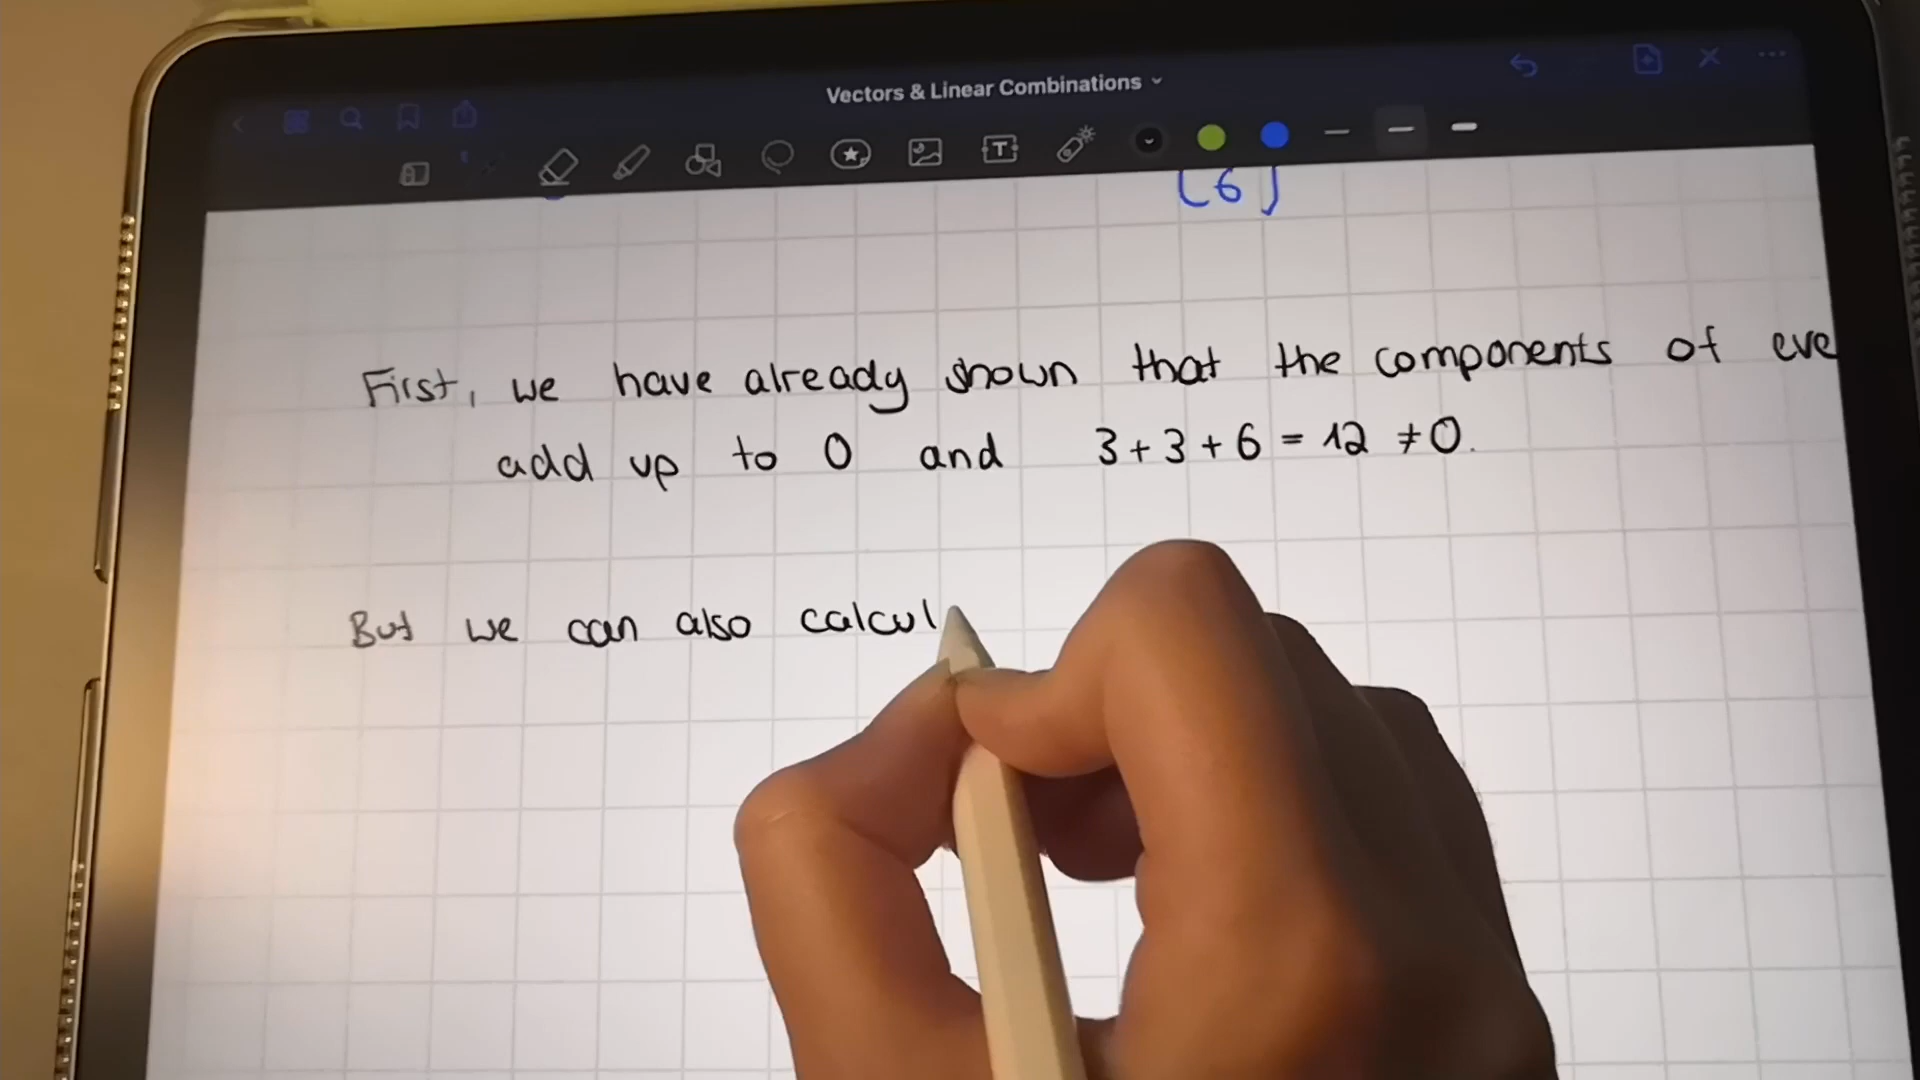 Vectors & Linear Combinations
[6]
First, we have already shown that the components of eve
add up to 0 and 3+3+6=12 ≠0.
But we can also calcul